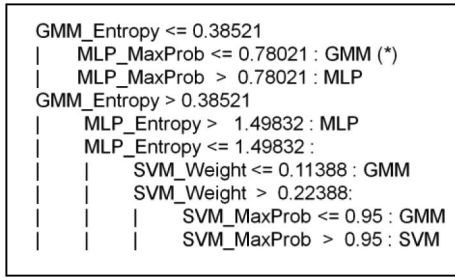 GMM_Entropy <= 0.38521
| MLP_MaxProb <= 0.78021 : GMM (*)
| MLP_MaxProb > 0.78021 : MLP
GMM_Entropy > 0.38521
| MLP_Entropy > 1.49832 : MLP
| MLP_Entropy <= 1.49832 :
| | SVM_Weight <= 0.11388 : GMM
| | SVM_Weight > 0.22388:
| | | SVM_MaxProb <= 0.95 : GMM
| | | SVM_MaxProb > 0.95 : SVM